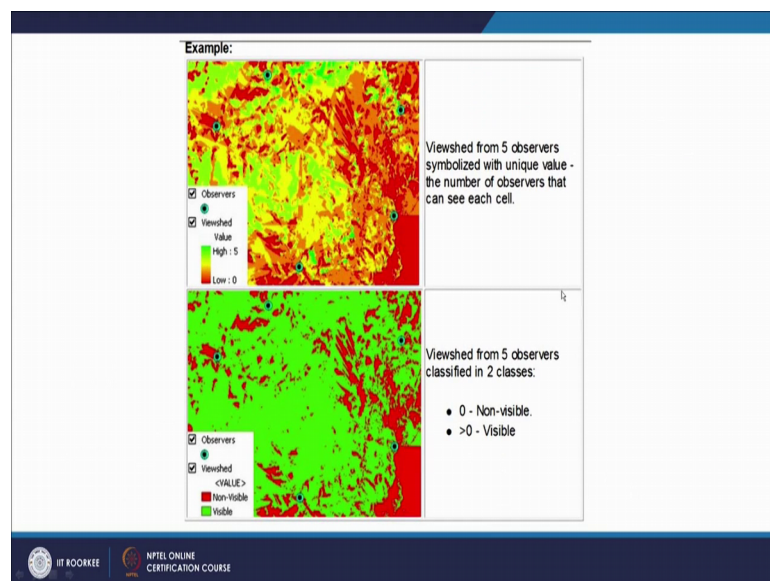 Example:
Observers
Viewshed
Value
High : 5
Low : 0
Viewshed from 5 observers
symbolized with unique value -
the number of observers that
can see each cell.
Observers
Viewshed
<VALUE>
Non-Visible
Visible
Viewshed from 5 observers
classified in 2 classes:
● 0 - Non-visible.
● >0 - Visible
IIT ROORKEE
NPTEL ONLINE
CERTIFICATION COURSE